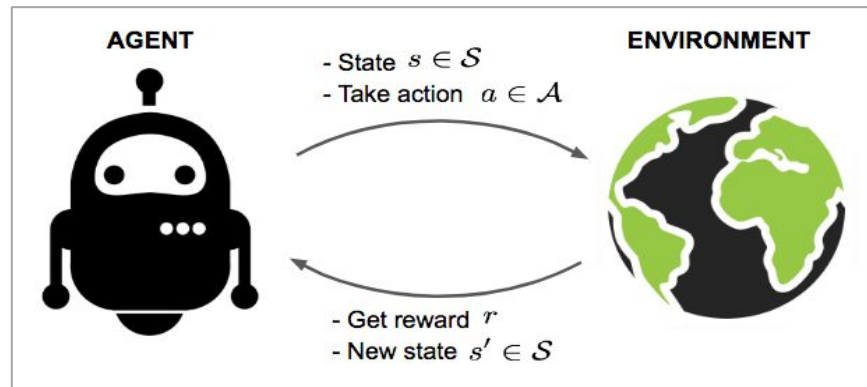 AGENT
ENVIRONMENT
- State s ∈ 𝒮
- Take action a ∈ 𝒜
- Get reward r
- New state s′ ∈ 𝒮